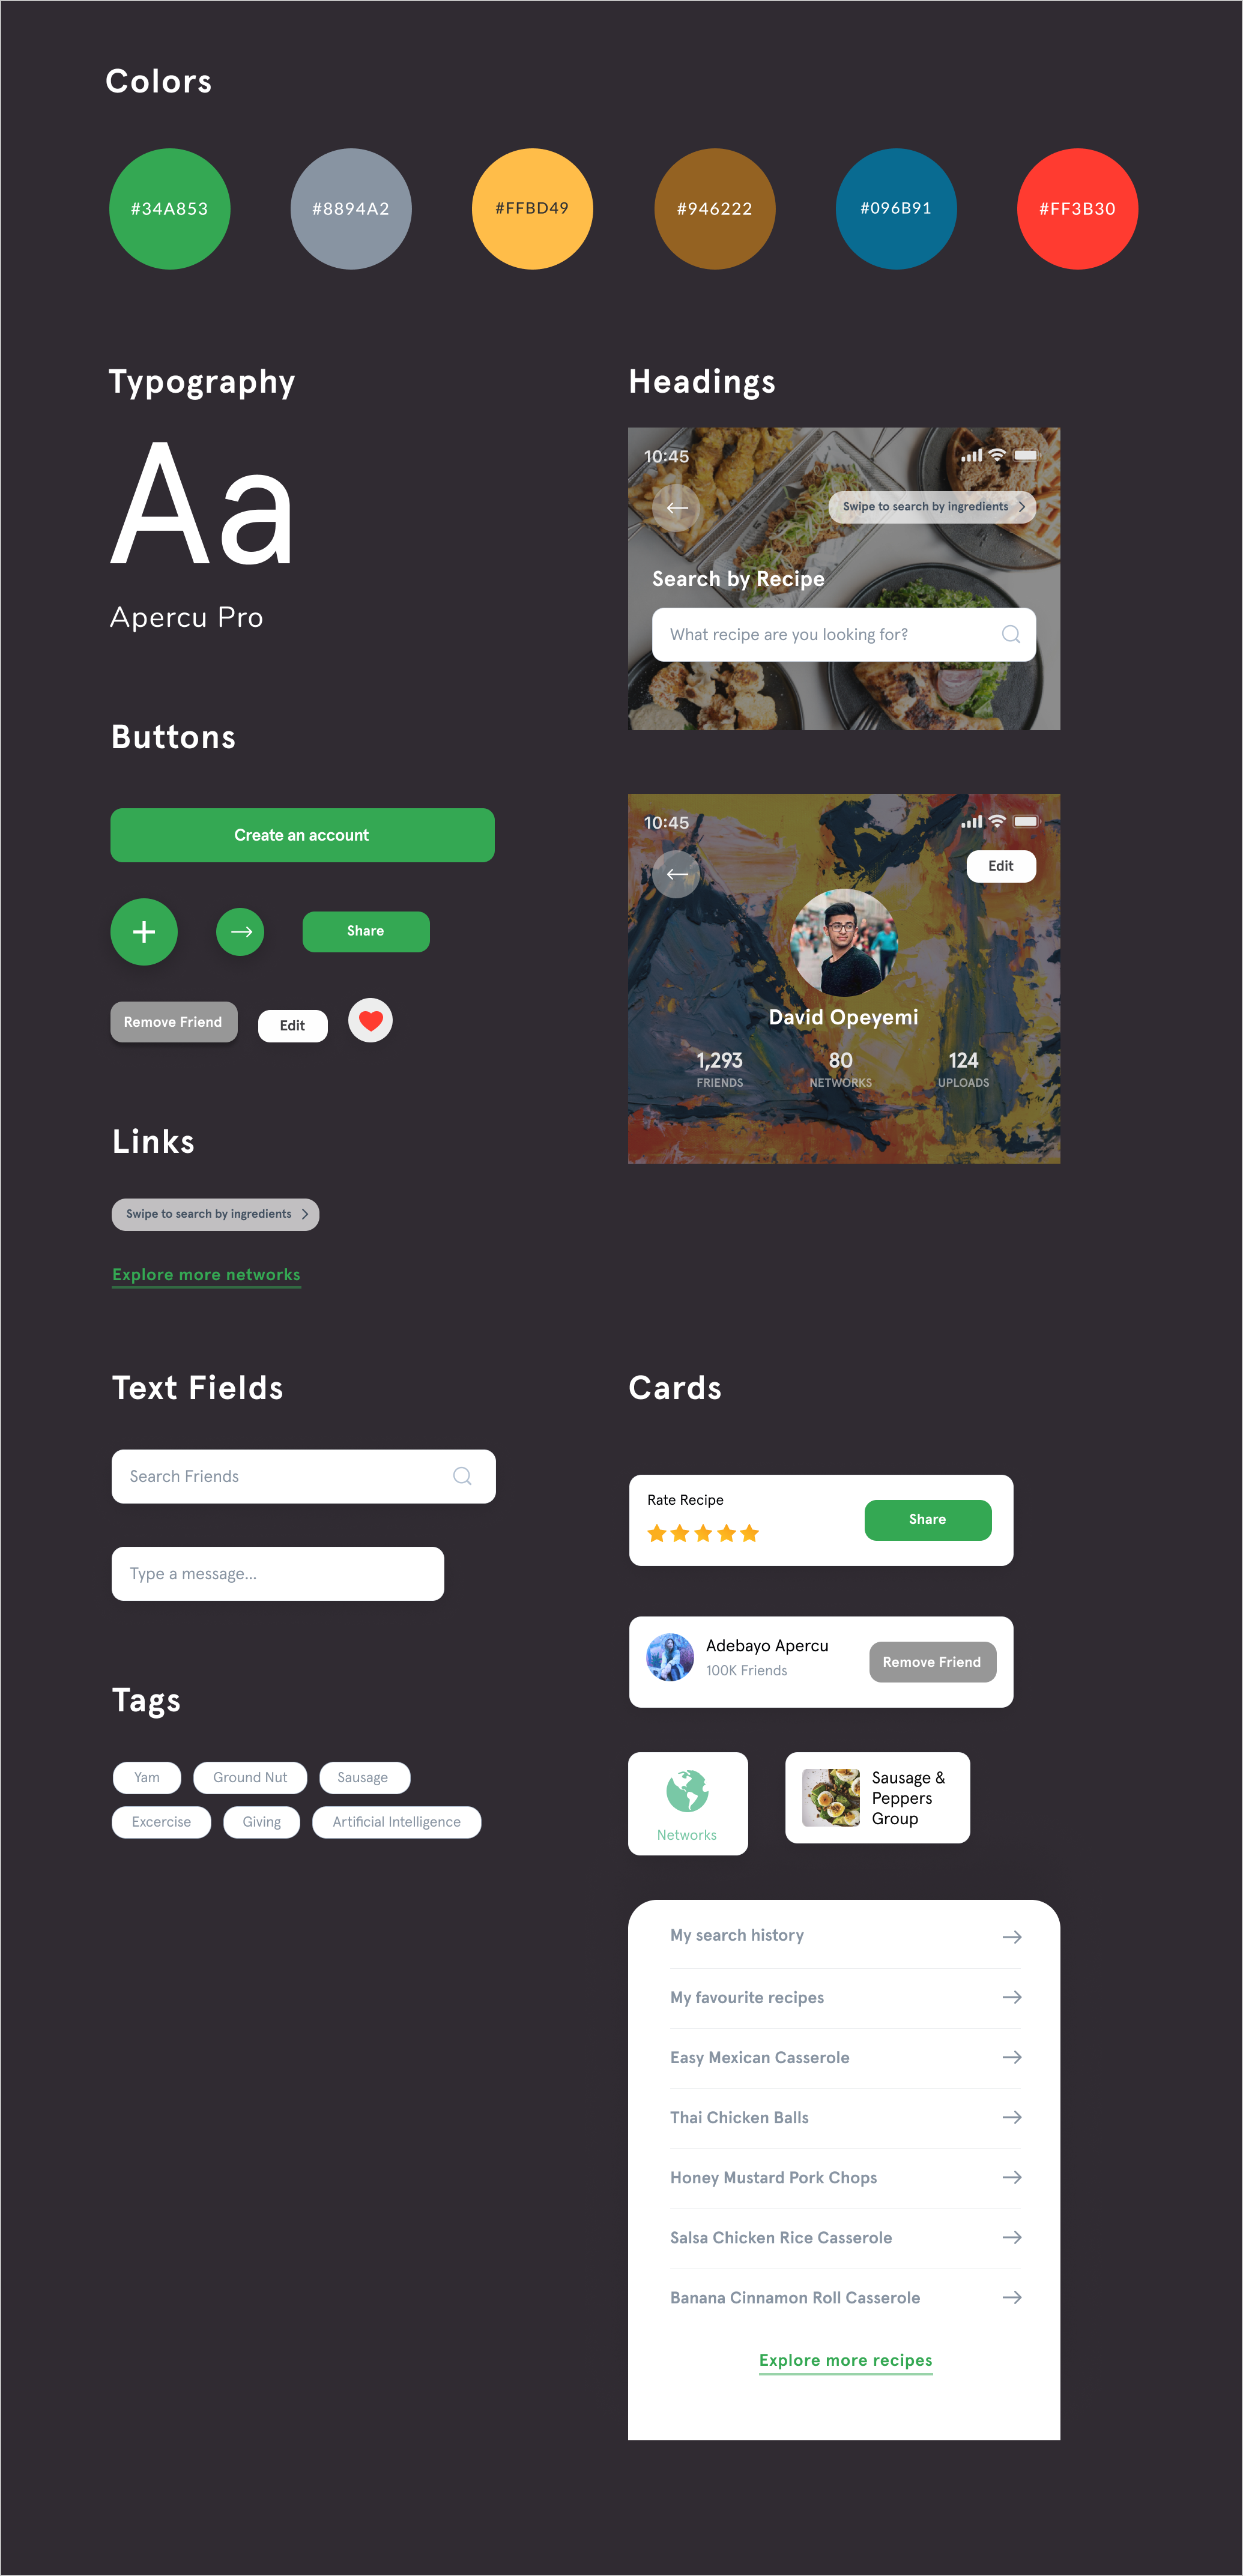 Colors
#34A853
#8894A2
#FFBD49
#946222
#096B91
#FF3B30
Typography
Aa
Apercu Pro
Headings
10:45
Swipe to search by ingredients
Search by Recipe
What recipe are you looking for?
10:45
Edit
David Opeyemi
1,293
80
124
FRIENDS
NETWORKS
UPLOADS
Buttons
Create an account
Share
Remove Friend
Edit
Links
Swipe to search by ingredients
Explore more networks
Text Fields
Search Friends
Type a message...
Tags
Yam
Ground Nut
Sausage
Excercise
Giving
Artificial Intelligence
Cards
Rate Recipe
Share
Adebayo Apercu
100K Friends
Remove Friend
Networks
Sausage &
Peppers
Group
My search history
My favourite recipes
Easy Mexican Casserole
Thai Chicken Balls
Honey Mustard Pork Chops
Salsa Chicken Rice Casserole
Banana Cinnamon Roll Casserole
Explore more recipes